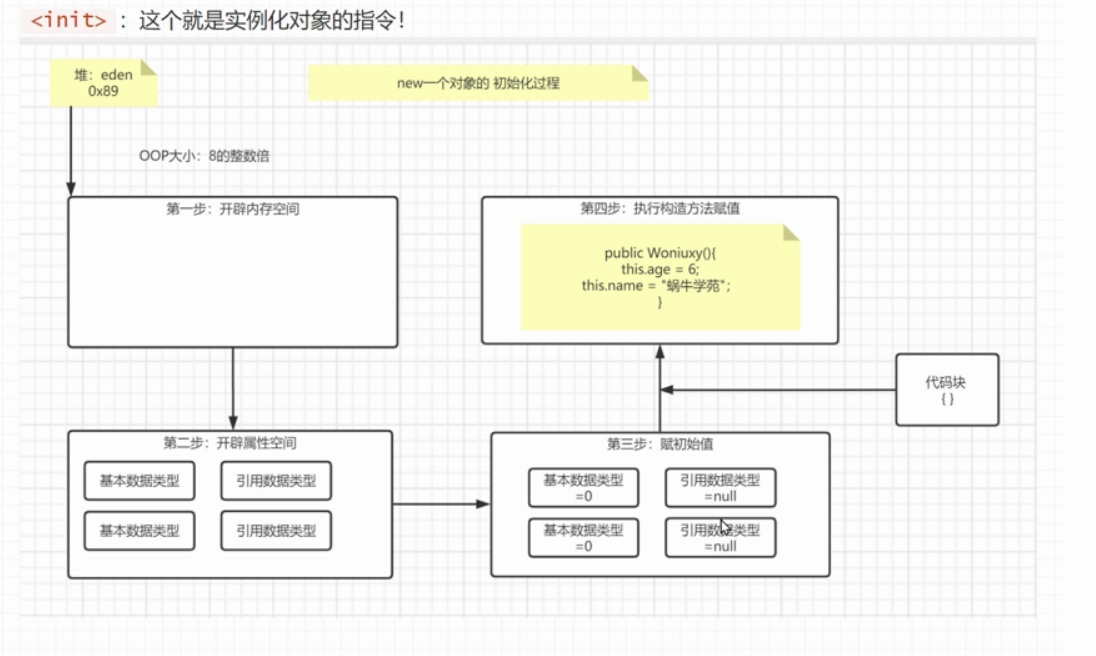 <init> : 这个就是实例化对象的指令！
堆：eden
0x89
new一个对象的 初始化过程
OOP大小：8的整数倍
第一步：开辟内存空间
第二步：开辟属性空间
基本数据类型
引用数据类型
基本数据类型
引用数据类型
第三步：赋初始值
基本数据类型
=0
引用数据类型
=null
基本数据类型
=0
引用数据类型
=null
代码块
{ }
第四步：执行构造方法赋值
public Woniuxy(){
this.age = 6;
this.name = "蜗牛学苑";
}